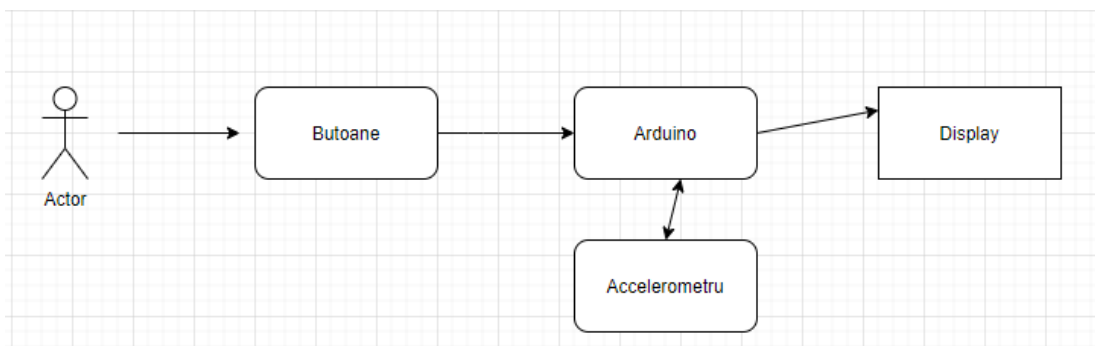 Actor
Butoane
Arduino
Display
Accelerometru